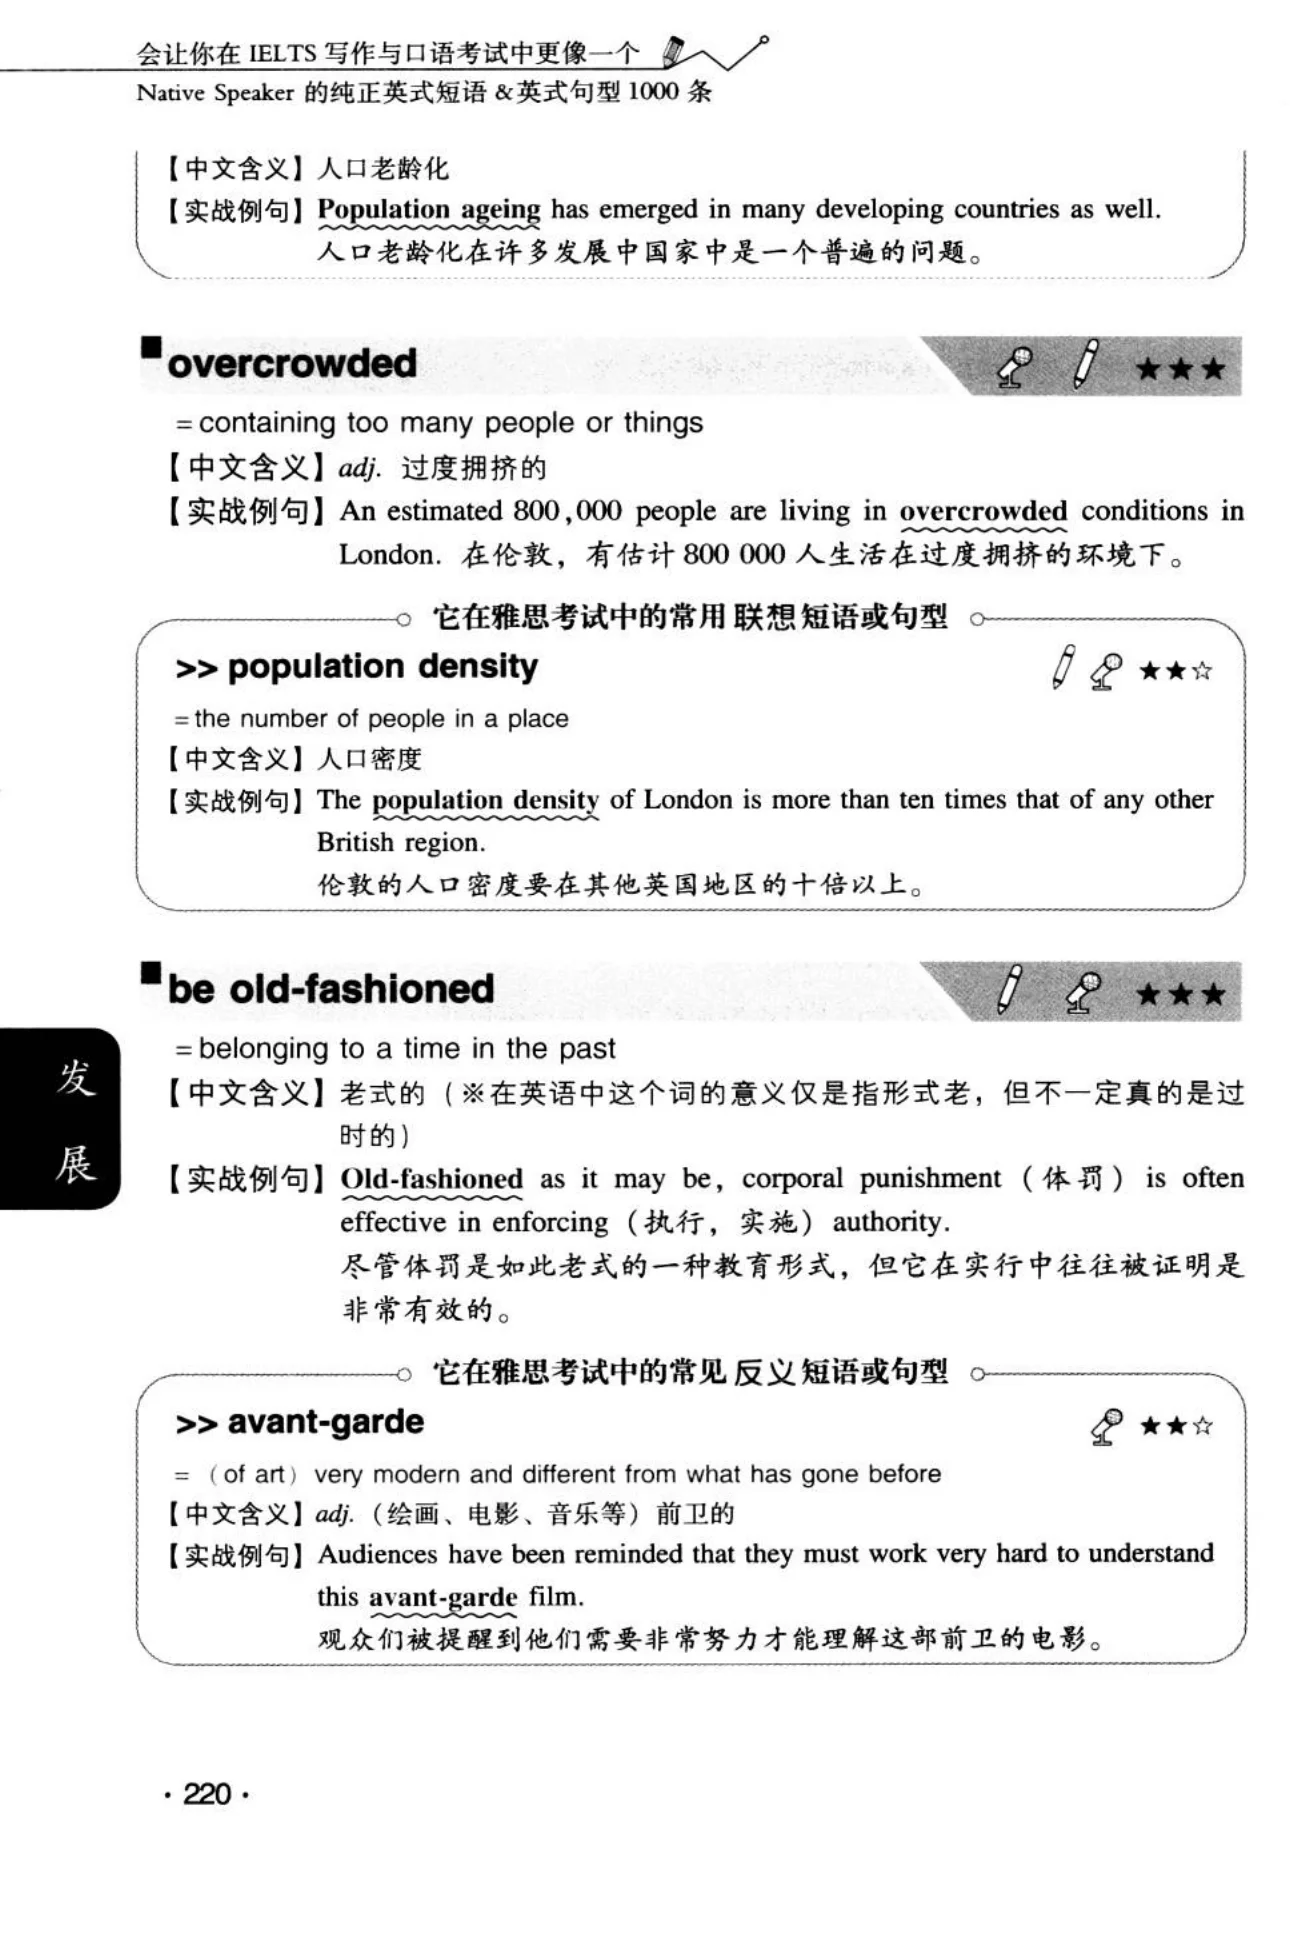 会让你在 IELTS 写作与口语考试中更像一个
Native Speaker 的纯正英式短语 &英式句型 1000 条
【中文含义】人口老龄化
【实战例句】Population ageing has emerged in many developing countries as well.
人口老龄化在许多发展中国家中是一个普遍的问题。
overcrowded ★★★
=containing too many people or things
【中文含义】adj. 过度拥挤的
【实战例句】An estimated 800,000 people are living in overcrowded conditions in
London. 在伦敦，有估计 800 000 人生活在过度拥挤的环境下。
它在雅思考试中的常用联想短语或句型
>> population density ★★☆
=the number of people in a place
【中文含义】人口密度
【实战例句】The population density of London is more than ten times that of any other
British region.
伦敦的人口密度要在其他英国地区的十倍以上。
be old-fashioned ★★★
=belonging to a time in the past
【中文含义】老式的（※在英语中这个词的意义仅是指形式老，但不一定真的是过
时的）
【实战例句】Old-fashioned as it may be, corporal punishment（体罚）is often
effective in enforcing（执行，实施）authority.
尽管体罚是如此老式的一种教育形式，但它在实行中往往被证明是
非常有效的。
它在雅思考试中的常见反义短语或句型
>> avant-garde ★★☆
=（of art）very modern and different from what has gone before
【中文含义】adj.（绘画、电影、音乐等）前卫的
【实战例句】Audiences have been reminded that they must work very hard to understand
this avant-garde film.
观众们被提醒到他们需要非常努力才能理解这部前卫的电影。
发
展
· 220 ·